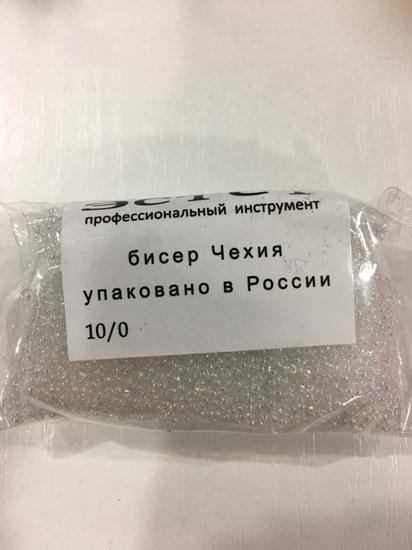 профессиональный инструмент
бисер Чехия
упаковано в России
10/0